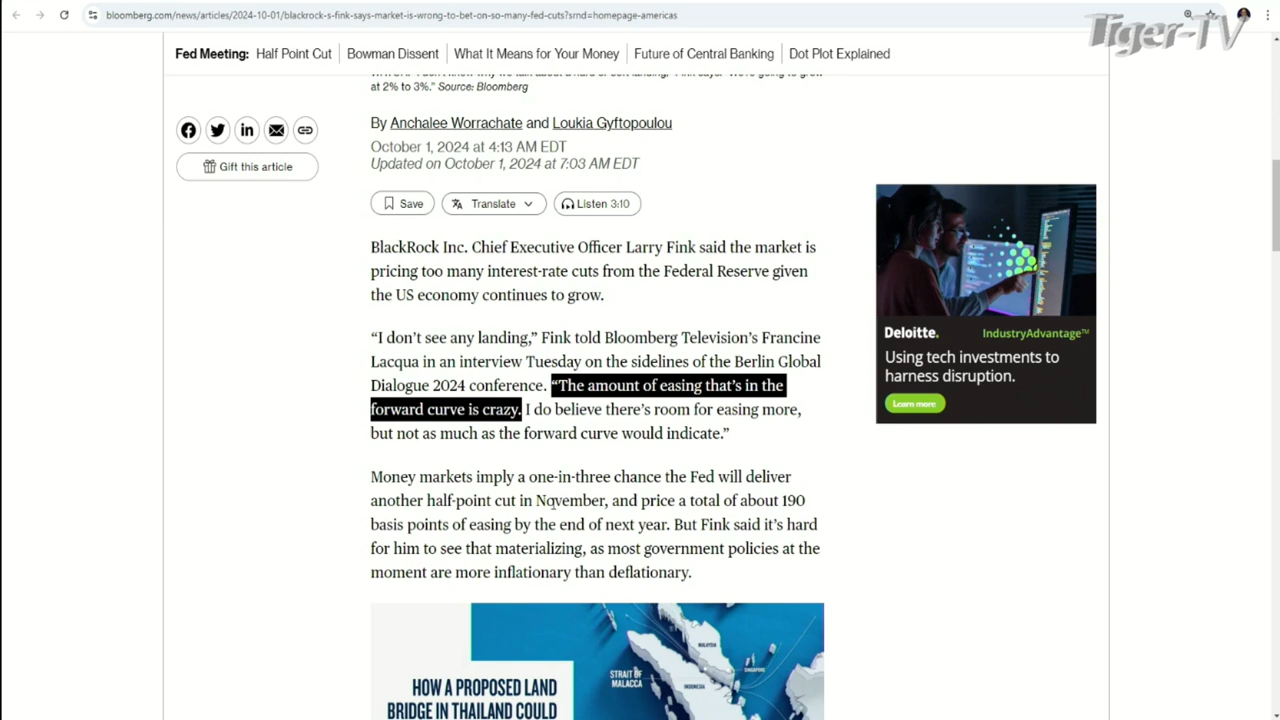 bloomberg.com/news/articles/2024-10-01/blackrock-s-fink-says-market-is-wrong-to-bet-on-so-many-fed-cuts?srnd=homepage-americas
Tiger-TV
Fed Meeting: Half Point Cut | Bowman Dissent | What It Means for Your Money | Future of Central Banking | Dot Plot Explained
at 2% to 3%.” Source: Bloomberg
By Anchalee Worrachate and Loukia Gyftopoulou
October 1, 2024 at 4:13 AM EDT
Updated on October 1, 2024 at 7:03 AM EDT
Gift this article
Save Translate Listen 3:10
BlackRock Inc. Chief Executive Officer Larry Fink said the market is
pricing too many interest-rate cuts from the Federal Reserve given
the US economy continues to grow.
“I don’t see any landing,” Fink told Bloomberg Television’s Francine
Lacqua in an interview Tuesday on the sidelines of the Berlin Global
Dialogue 2024 conference. “The amount of easing that’s in the
forward curve is crazy. I do believe there’s room for easing more,
but not as much as the forward curve would indicate.”
Money markets imply a one-in-three chance the Fed will deliver
another half-point cut in November, and price a total of about 190
basis points of easing by the end of next year. But Fink said it’s hard
for him to see that materializing, as most government policies at the
moment are more inflationary than deflationary.
Deloitte. IndustryAdvantage™
Using tech investments to
harness disruption.
Learn more
MALAYSIA
SINGAPORE
STRAIT OF
MALACCA
INDONESIA
HOW A PROPOSED LAND
BRIDGE IN THAILAND COULD